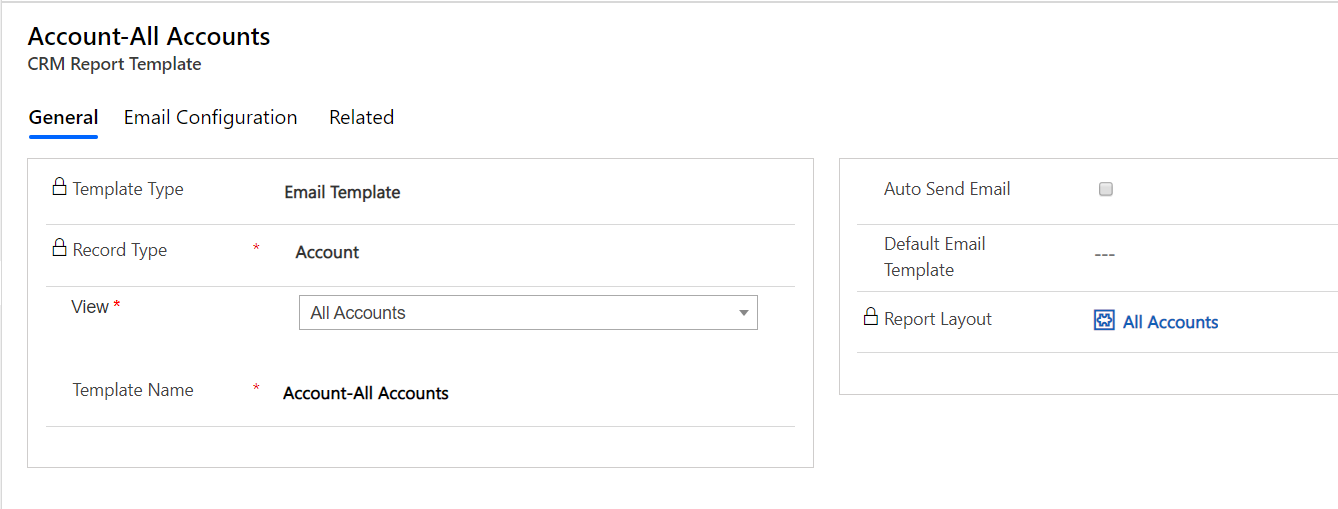 Account-All Accounts
CRM Report Template
General Email Configuration Related
Template Type Email Template
Record Type * Account
View * All Accounts
Template Name * Account-All Accounts
Auto Send Email
Default Email
Template ---
Report Layout All Accounts